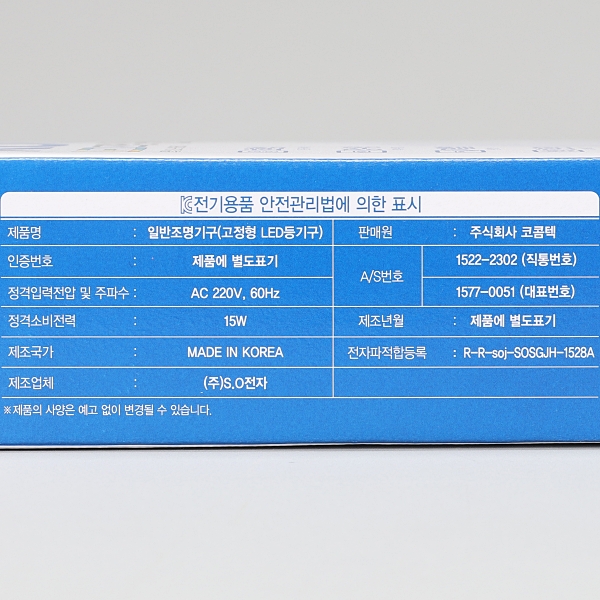 전기용품 안전관리법에 의한 표시
제품명 : 일반조명기구(고정형 LED등기구) 판매원 : 주식회사 코콤텍
인증번호 : 제품에 별도표기 A/S번호 1522-2302 (직통번호)
정격입력전압 및 주파수 : AC 220V, 60Hz 1577-0051 (대표번호)
정격소비전력 : 15W 제조년월 : 제품에 별도표기
제조국가 : MADE IN KOREA 전자파적합등록 : R-R-soj-SOSGJH-1528A
제조업체 : (주)S.O전자
※제품의 사양은 예고 없이 변경될 수 있습니다.